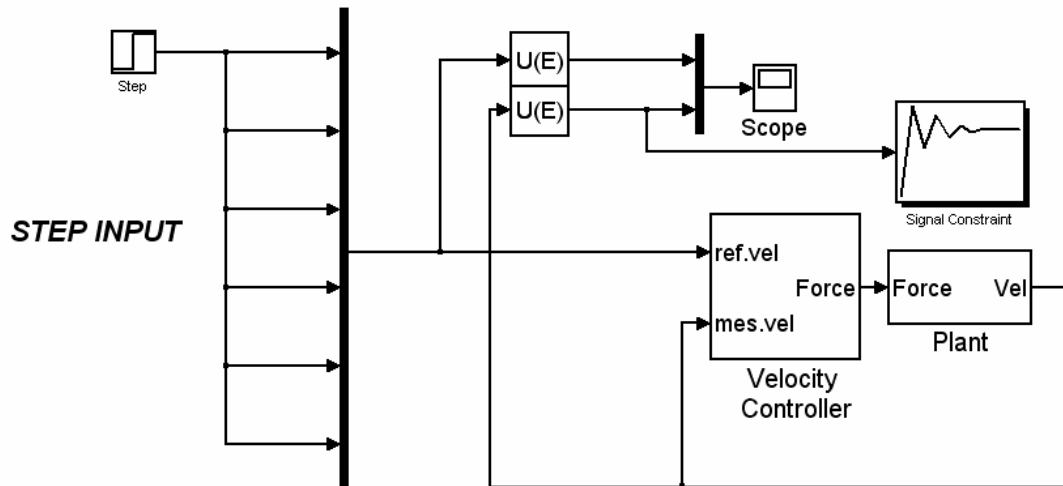 Step
U(E)
U(E)
Scope
STEP INPUT
Signal Constraint
ref.vel
Force
mes.vel
Force
Vel
Plant
Velocity
Controller